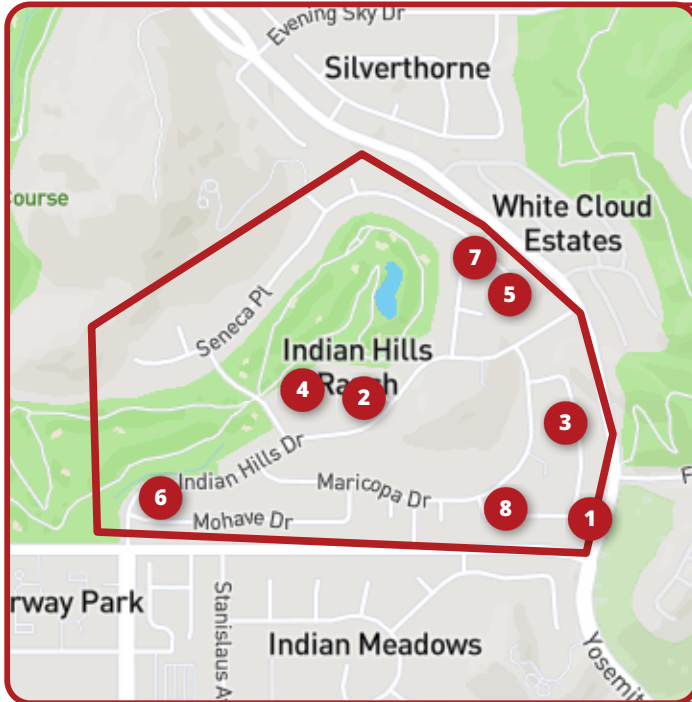 Evening Sky Dr
Silverthorne
ourse
White Cloud
Estates
7
5
Seneca Pl
Indian Hills
Ra h
4
2
3
Indian Hills Dr
Maricopa Dr
6
8
Mohave Dr
1
F
rway Park
Stanislaus A
Indian Meadows
Yosemit